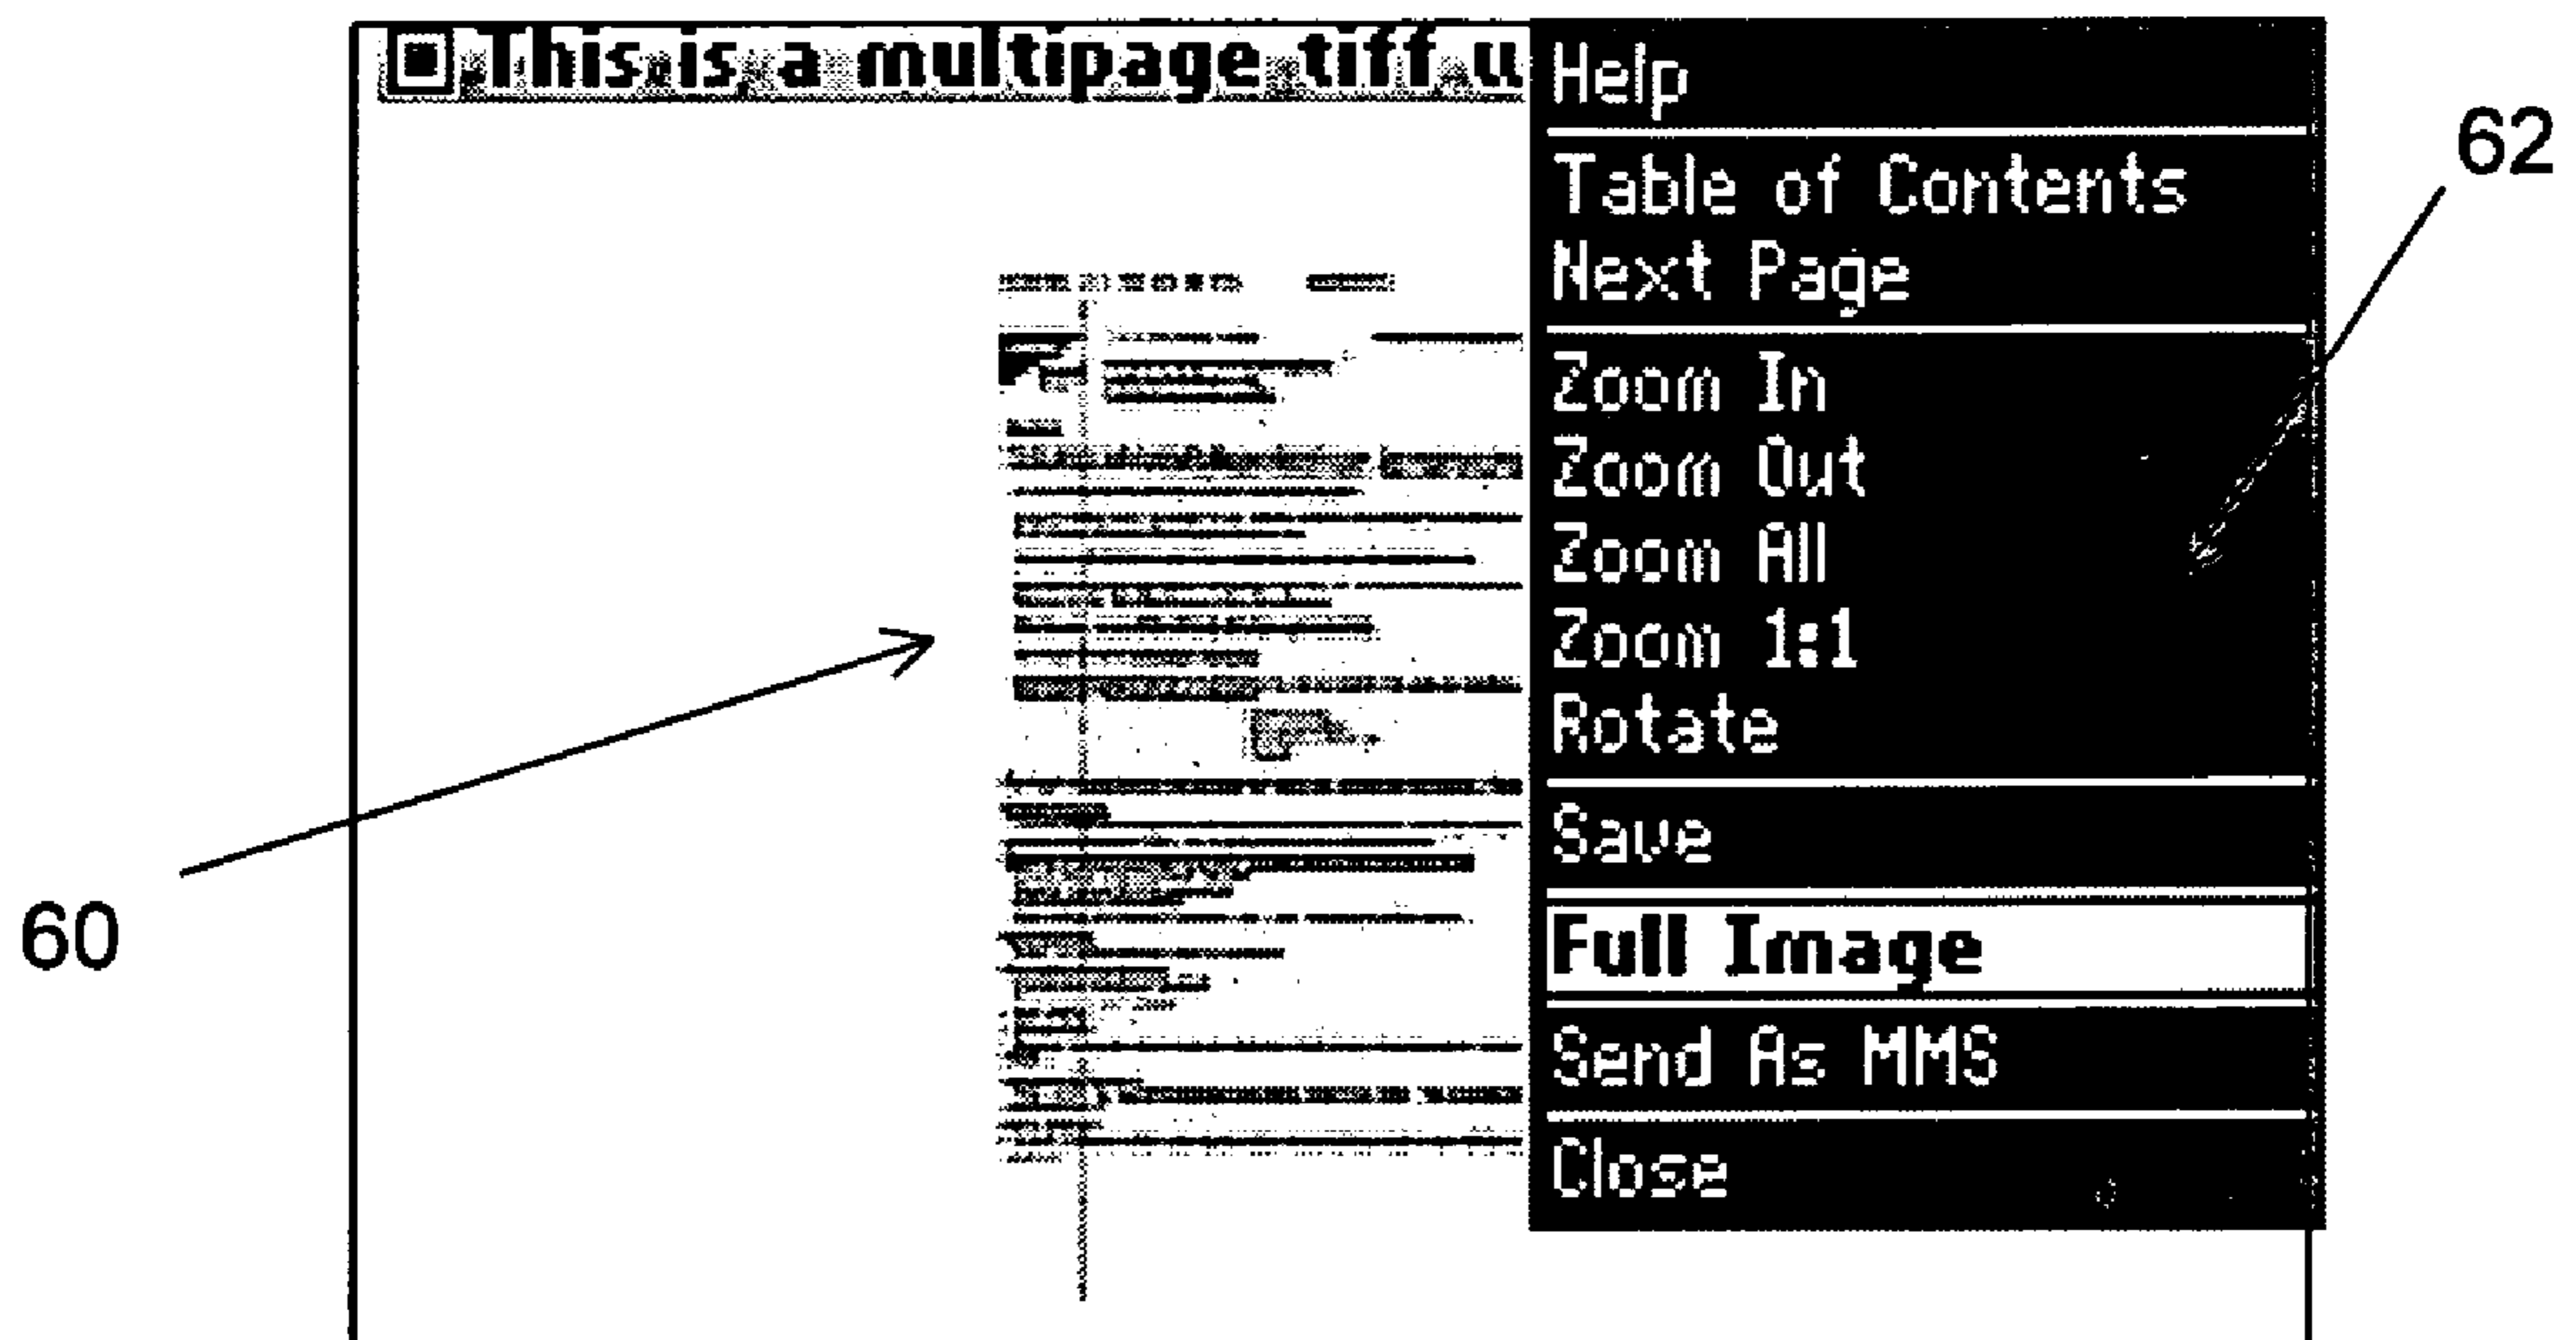 This is a multipage tiff u
Help
62
Table of Contents
Next Page
Zoom In
Zoom Out
Zoom All
Zoom 1:1
Rotate
Save
60
Full Image
Send As MMS
Close